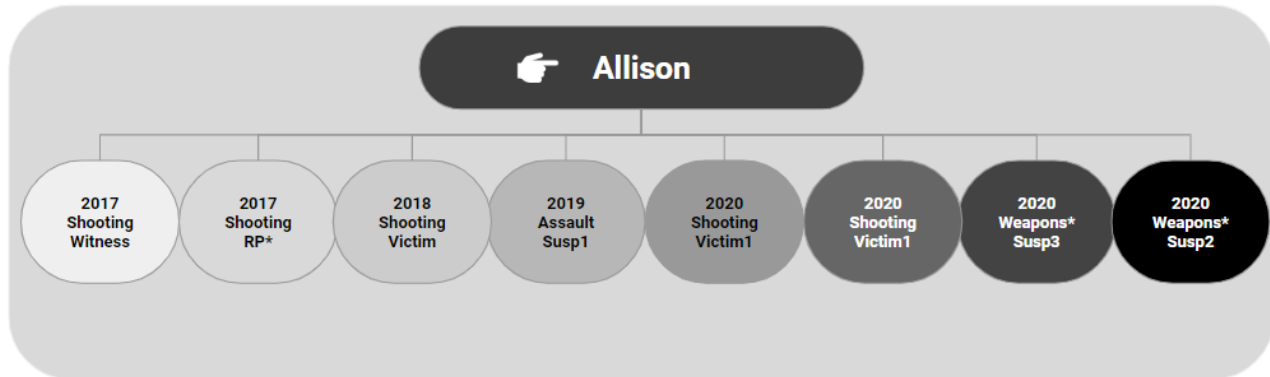 Allison
2017
Shooting
Witness
2017
Shooting
RP*
2018
Shooting
Victim
2019
Assault
Susp1
2020
Shooting
Victim1
2020
Shooting
Victim1
2020
Weapons*
Susp3
2020
Weapons*
Susp2